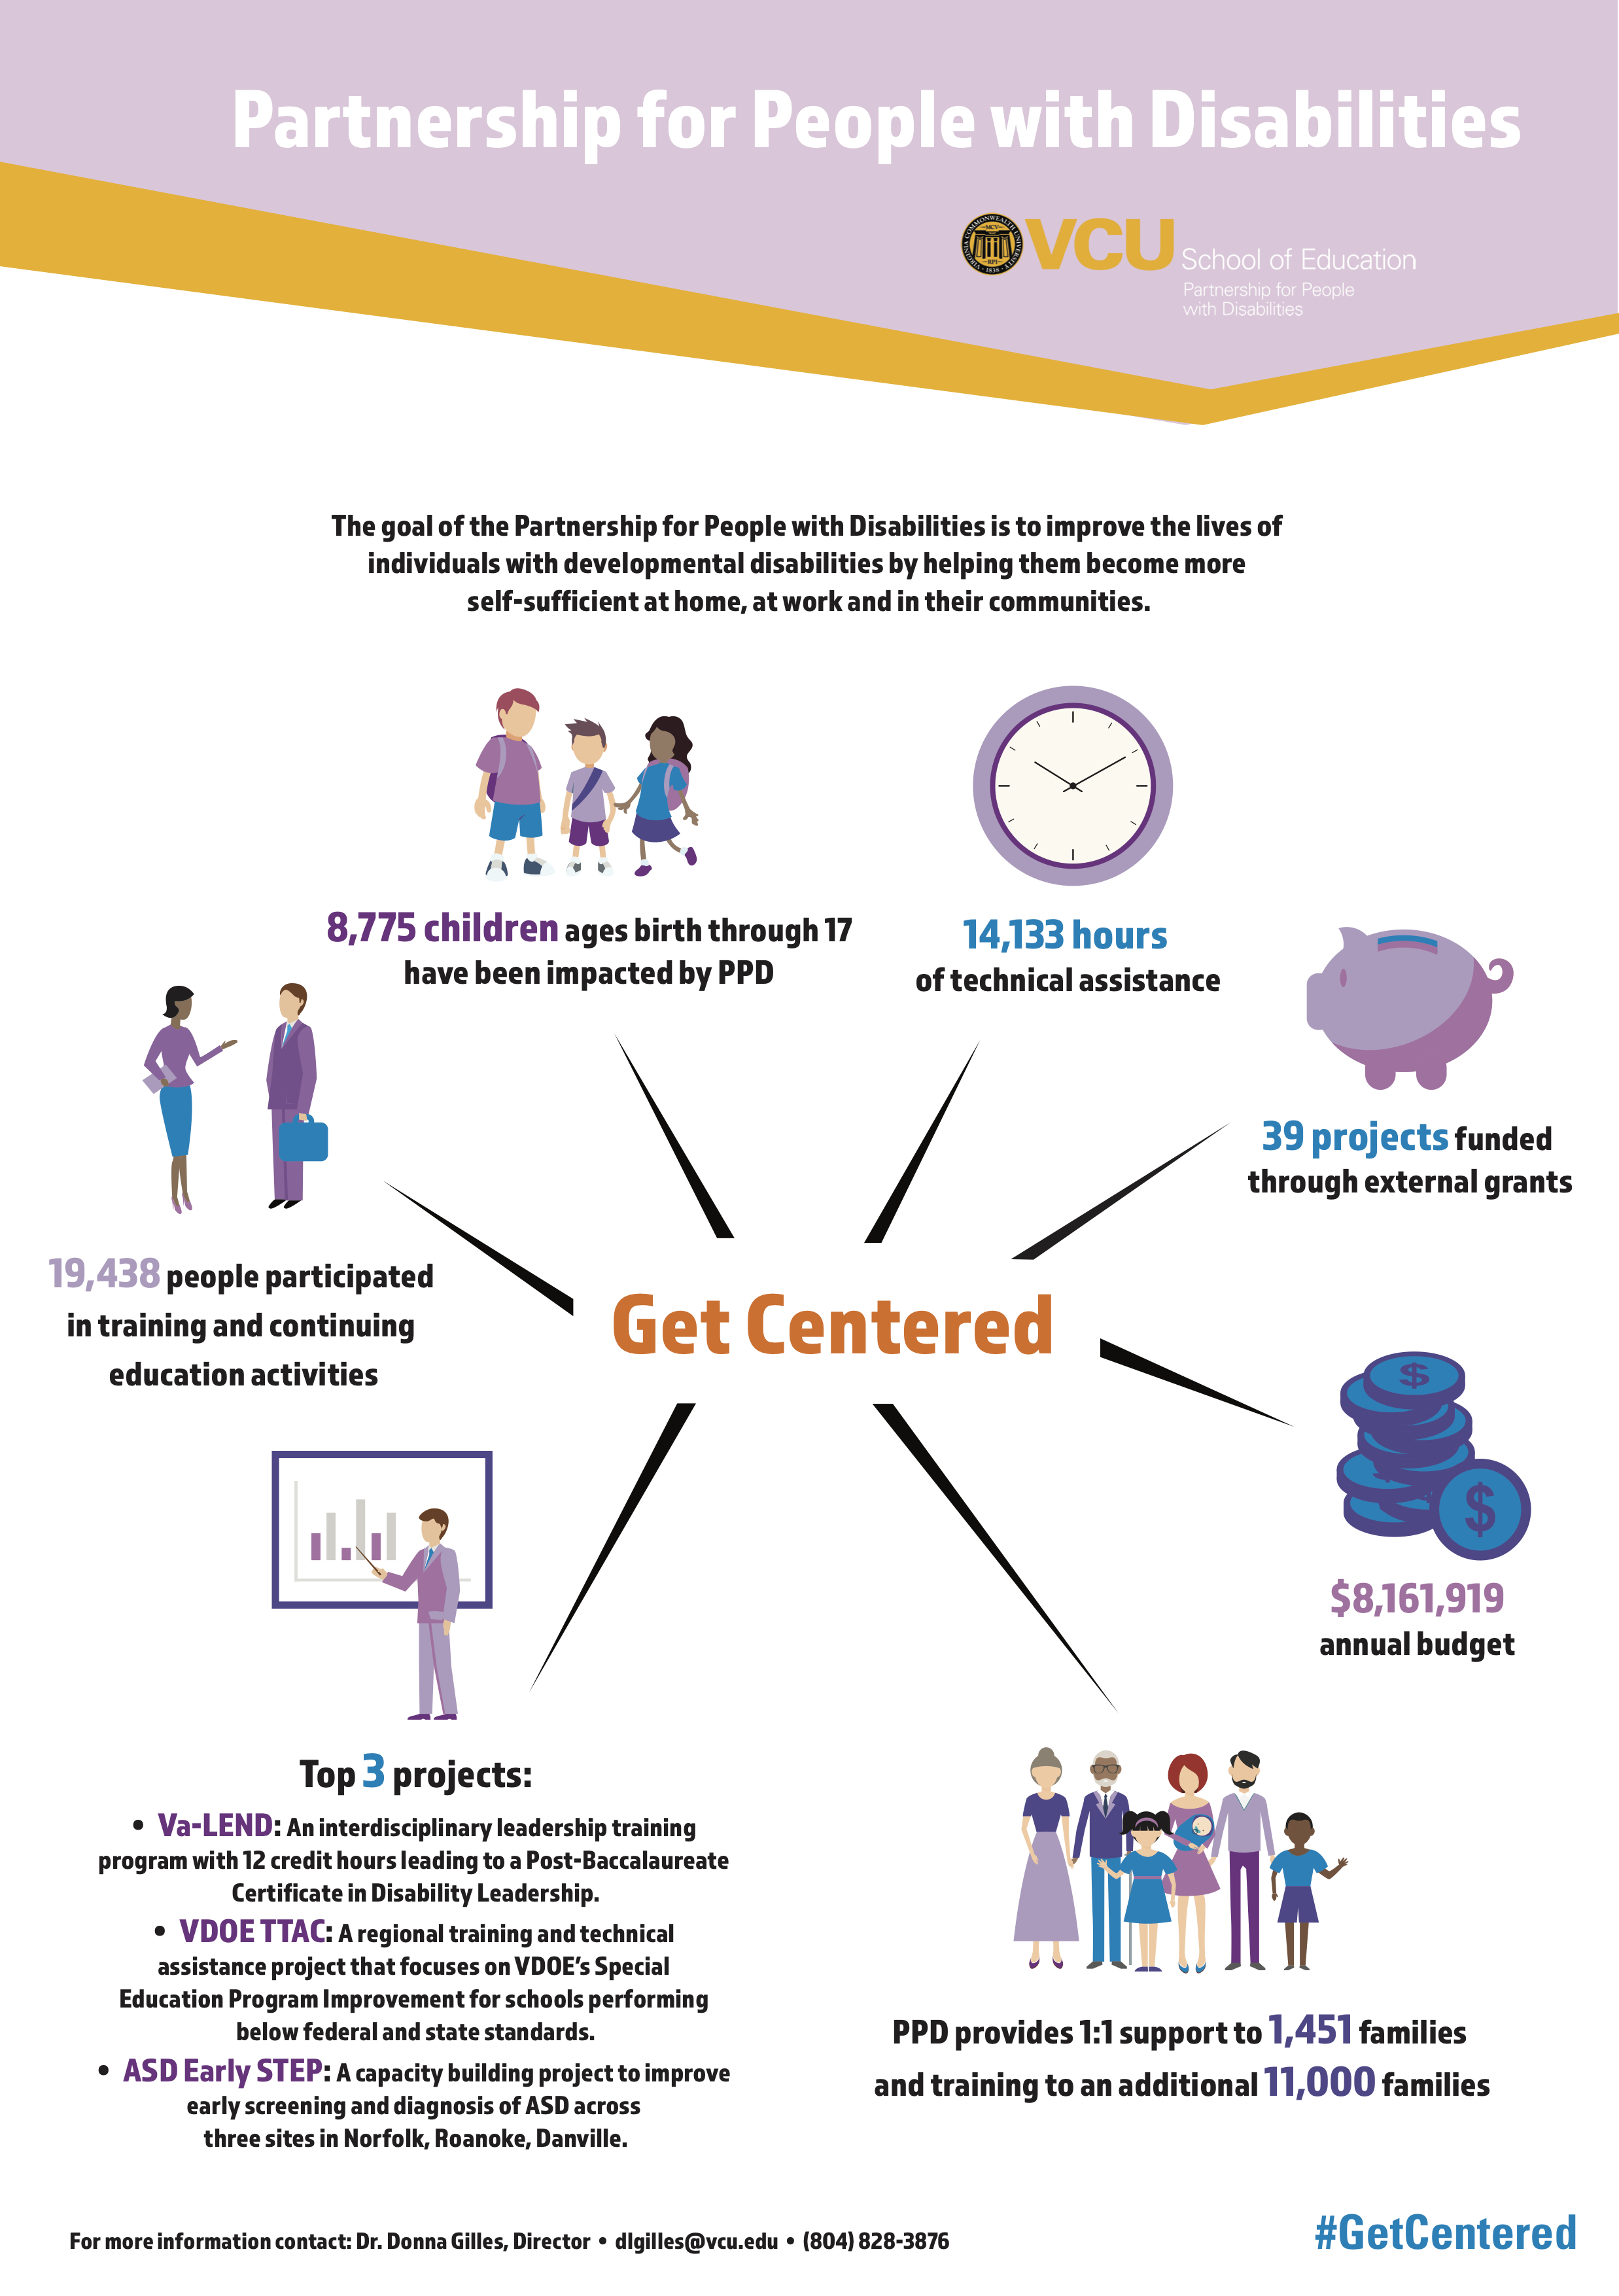 Partnership for People with Disabilities
VIRGINIA COMMONWEALTH UNIVERSITY
MCV
RPI
1838
VCU
School of Education
Partnership for People
with Disabilities
The goal of the Partnership for People with Disabilities is to improve the lives of
individuals with developmental disabilities by helping them become more
self-sufficient at home, at work and in their communities.
8,775 children ages birth through 17
have been impacted by PPD
14,133 hours
of technical assistance
39 projects funded
through external grants
19,438 people participated
in training and continuing
education activities
Get Centered
$
$
$8,161,919
annual budget
Top 3 projects:
• Va-LEND: An interdisciplinary leadership training
program with 12 credit hours leading to a Post-Baccalaureate
Certificate in Disability Leadership.
• VDOE TTAC: A regional training and technical
assistance project that focuses on VDOE's Special
Education Program Improvement for schools performing
below federal and state standards.
• ASD Early STEP: A capacity building project to improve
early screening and diagnosis of ASD across
three sites in Norfolk, Roanoke, Danville.
PPD provides 1:1 support to 1,451 families
and training to an additional 11,000 families
For more information contact: Dr. Donna Gilles, Director • dlgilles@vcu.edu • (804) 828-3876
#GetCentered